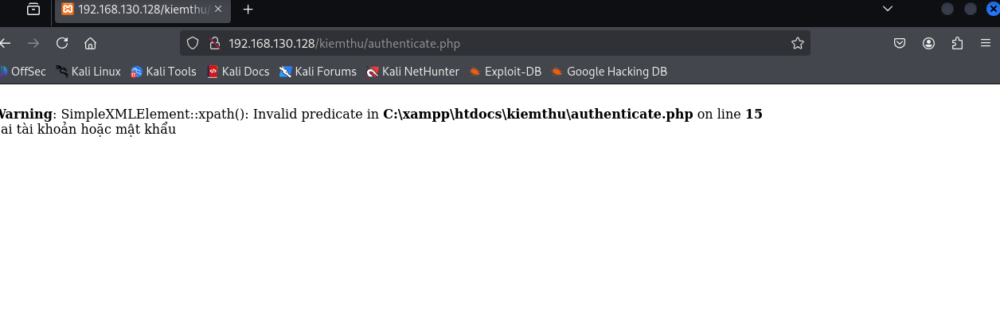 192.168.130.128/kiemthu/
192.168.130.128/kiemthu/authenticate.php
OffSec Kali Linux Kali Tools Kali Docs Kali Forums Kali NetHunter Exploit-DB Google Hacking DB
Warning: SimpleXMLElement::xpath(): Invalid predicate in C:\xampp\htdocs\kiemthu\authenticate.php on line 15
ai tài khoản hoặc mật khẩu